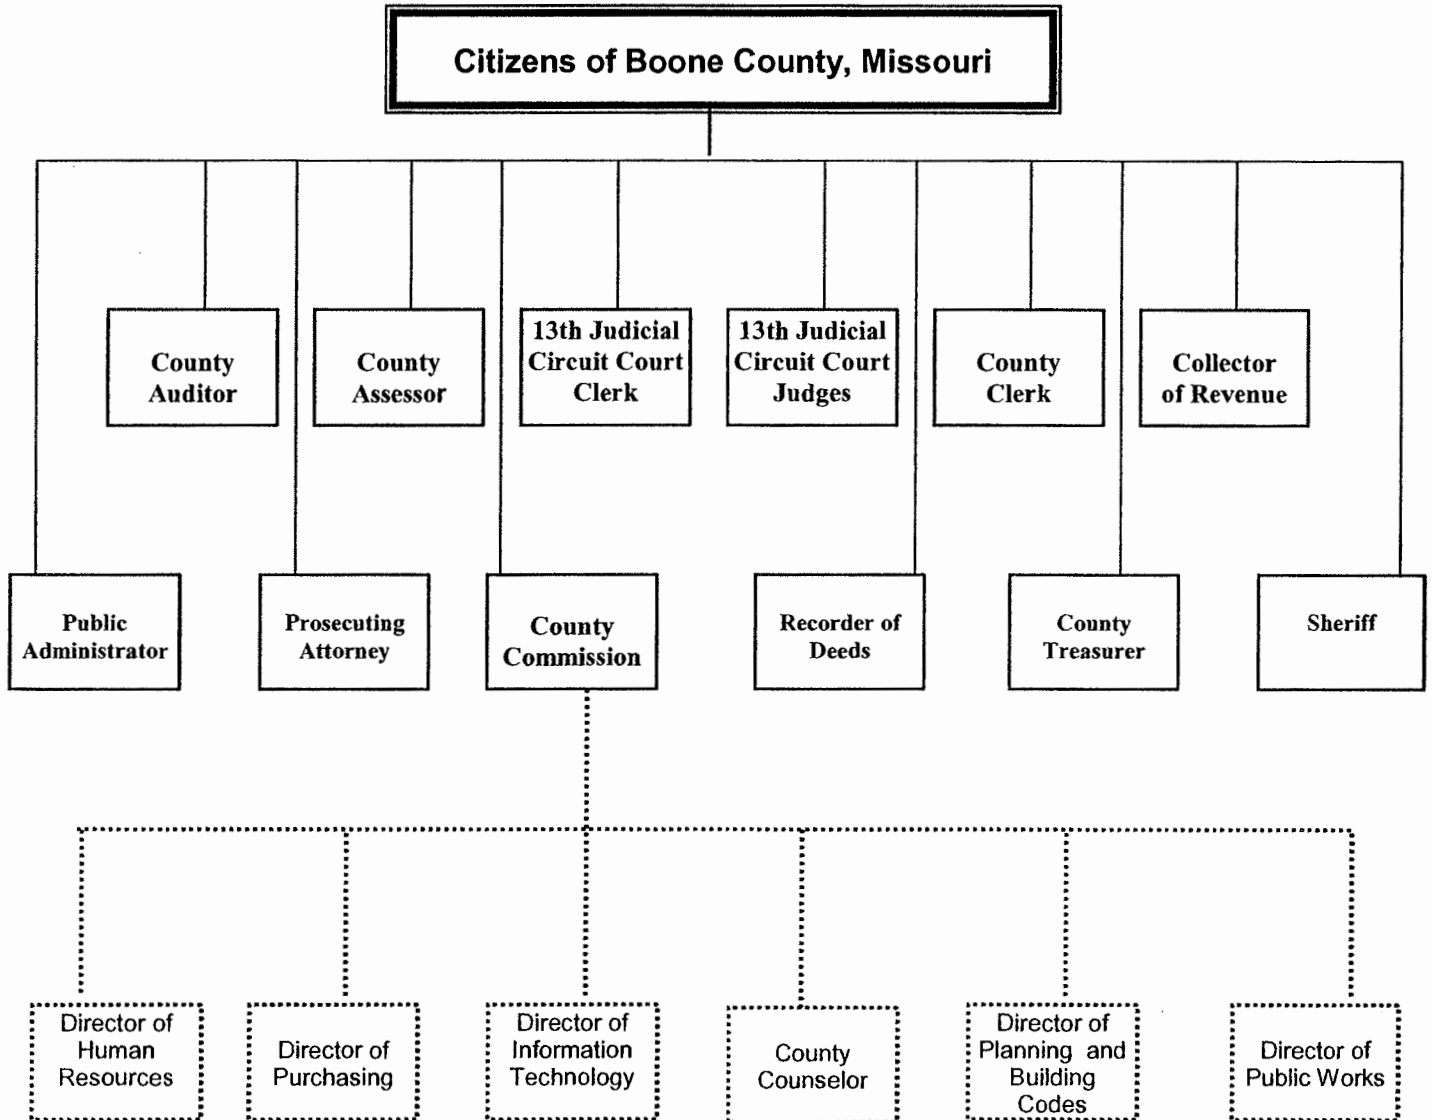 Citizens of Boone County, Missouri
County
Auditor
County
Assessor
13th Judicial
Circuit Court
Clerk
13th Judicial
Circuit Court
Judges
County
Clerk
Collector
of Revenue
Public
Administrator
Prosecuting
Attorney
County
Commission
Recorder of
Deeds
County
Treasurer
Sheriff
Director of
Human
Resources
Director of
Purchasing
Director of
Information
Technology
County
Counselor
Director of
Planning and
Building
Codes
Director of
Public Works